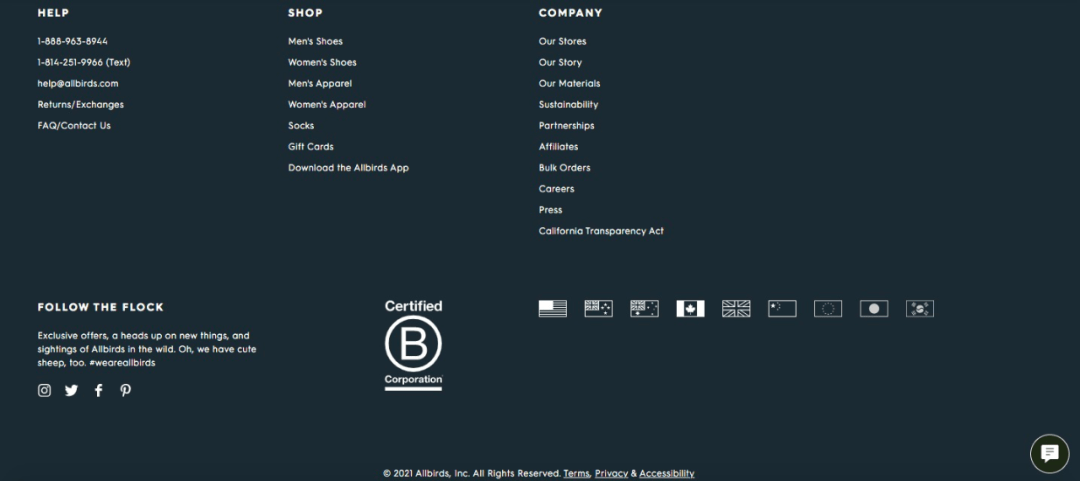 HELP
1-888-963-8944
1-814-251-9966 (Text)
help@allbirds.com
Returns/Exchanges
FAQ/Contact Us
SHOP
Men's Shoes
Women's Shoes
Men's Apparel
Women's Apparel
Socks
Gift Cards
Download the Allbirds App
COMPANY
Our Stores
Our Story
Our Materials
Sustainability
Partnerships
Affiliates
Bulk Orders
Careers
Press
California Transparency Act
FOLLOW THE FLOCK
Exclusive offers, a heads up on new things, and
sightings of Allbirds in the wild. Oh, we have cute
sheep, too. #weareallbirds
Certified
B
Corporation
© 2021 Allbirds, Inc. All Rights Reserved. Terms, Privacy & Accessibility